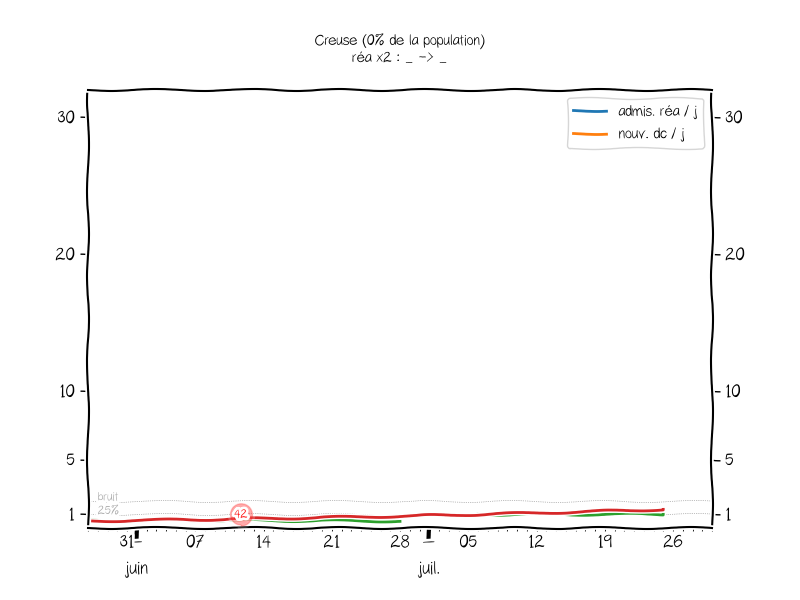 Creuse (0% de la population)
réa x2 : _ -> _
admis. réa / j
nouv. dc / j
30
30
20
20
10
10
5
5
bruit
25%
1
1
42
31 07 14 21 28 05 12 19 26
juin juil.